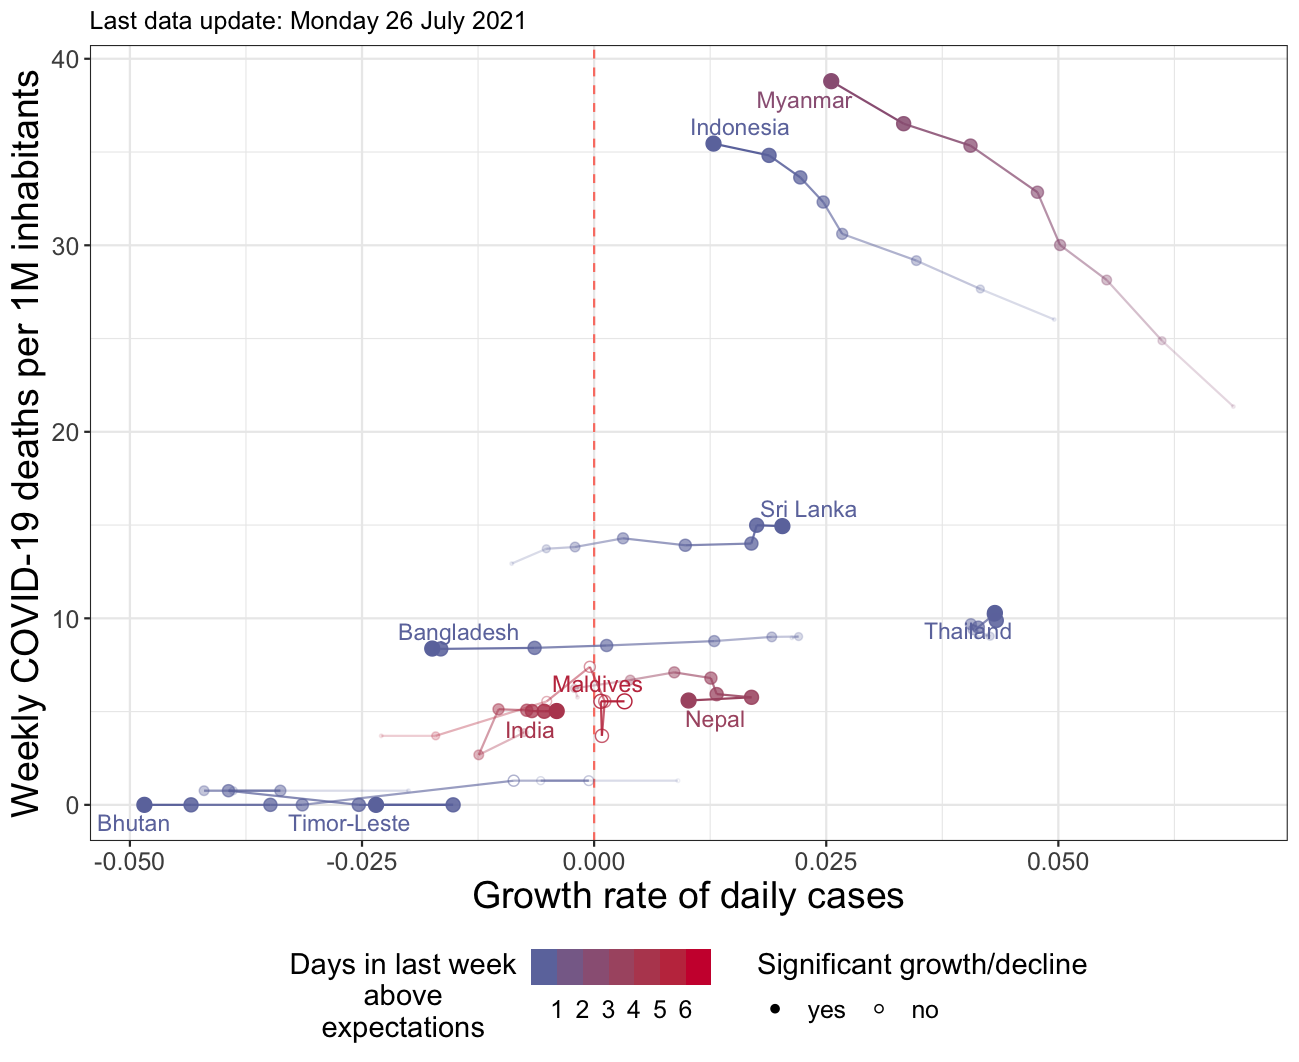 Last data update: Monday 26 July 2021
Weekly COVID-19 deaths per 1M inhabitants
40
30
20
10
0
Myanmar
Indonesia
Sri Lanka
Thailand
Bangladesh
Maldives
Nepal
India
Bhutan
Timor-Leste
-0.050
-0.025
0.000
0.025
0.050
Growth rate of daily cases
Days in last week
above
expectations
1 2 3 4 5 6
Significant growth/decline
yes no